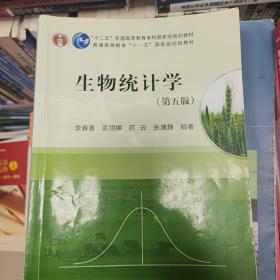 "十二五"普通高等教育本科国家级规划教材
普通高等教育"十一五"国家级规划教材
生物统计学
（第五版）
李春喜 姜丽娜 邵云 张黛静 编著